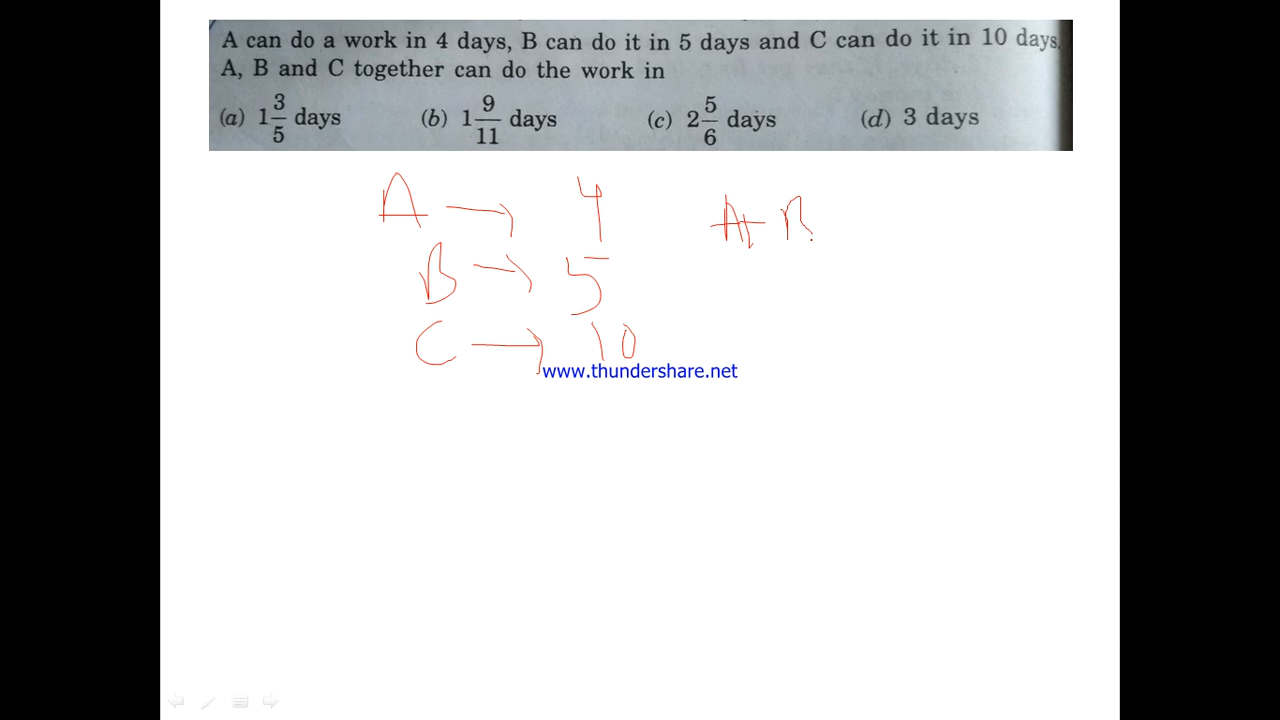 A can do a work in 4 days, B can do it in 5 days and C can do it in 10 days.
A, B and C together can do the work in
(a) 1 3/5 days (b) 1 9/11 days (c) 2 5/6 days (d) 3 days
A → 4 A+ B
B → 5
C → 10
www.thundershare.net